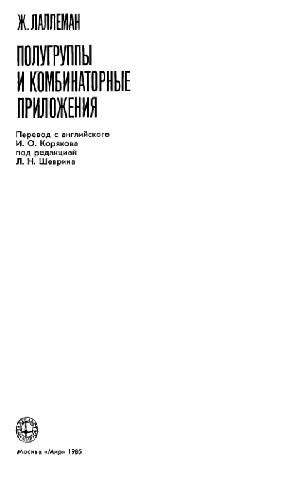 Ж. ЛАЛЛЕМАН
ПОЛУГРУППЫ
И КОМБИНАТОРНЫЕ
ПРИЛОЖЕНИЯ
Перевод с английского
И. О. Корякова
под редакцией
Л. Н. Шеврина
Москва «Мир» 1985